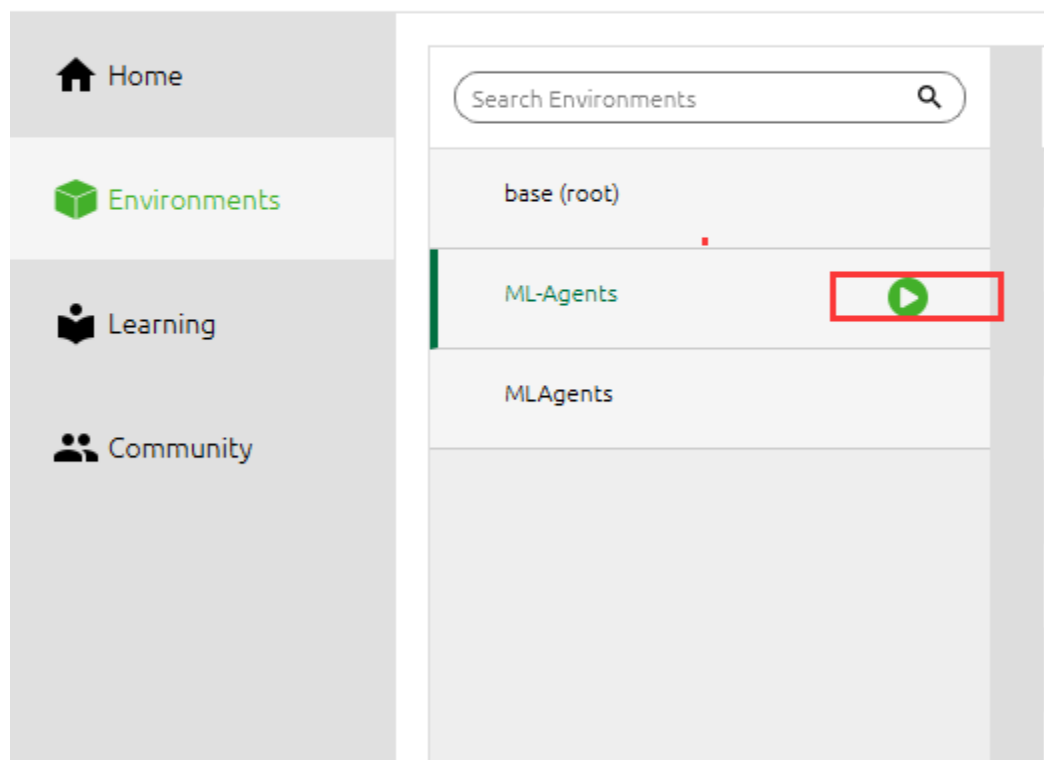 Home
Environments
Learning
Community
Search Environments
base (root)
ML-Agents
MLAgents